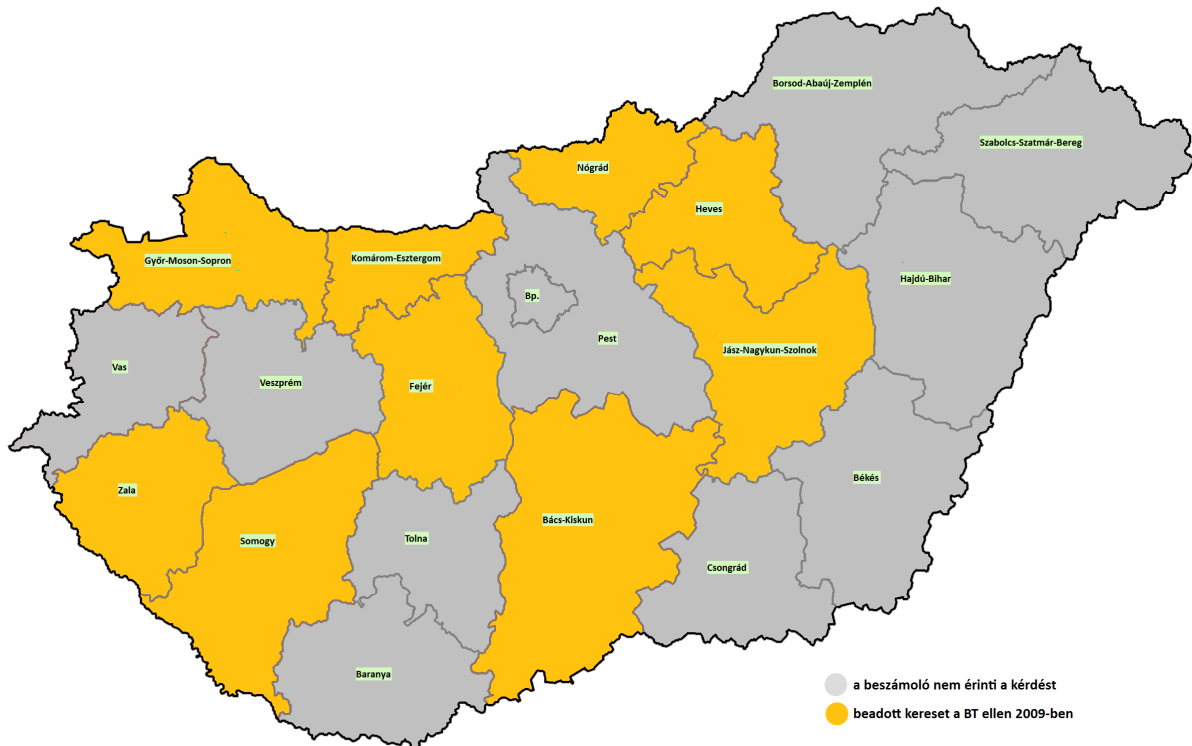 Borsod-Abaúj-Zemplén
Szabolcs-Szatmár-Bereg
Nógrád
Heves
Győr-Moson-Sopron
Komárom-Esztergom
Hajdú-Bihar
Bp.
Pest
Jász-Nagykun-Szolnok
Vas
Veszprém
Fejér
Zala
Békés
Bács-Kiskun
Somogy
Tolna
Csongrád
Baranya
a beszámoló nem érinti a kérdést
beadott kereset a BT ellen 2009-ben